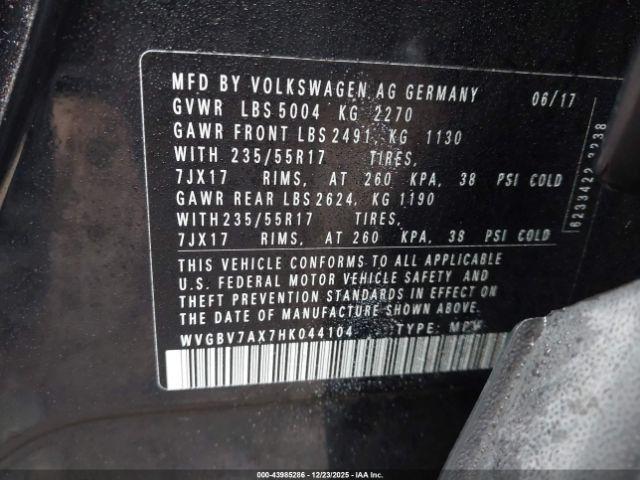 MFD BY VOLKSWAGEN AG GERMANY 06/17
GVWR LBS 5004 KG 2270
GAWR FRONT LBS 2491, KG 1130
WITH 235/55R17 TIRES,
7JX17 RIMS, AT 260 KPA, 38 PSI COLD
GAWR REAR LBS 2624, KG 1190
WITH235/55R17 TIRES,
7JX17 RIMS, AT 260 KPA, 38 PSI COLD
THIS VEHICLE CONFORMS TO ALL APPLICABLE
U.S. FEDERAL MOTOR VEHICLE SAFETY AND
THEFT PREVENTION STANDARDS IN EFFECT ON
THE DATE OF MANUFACTURE SHOWN ABOVE.
WVGBV7AX7HK044104 TYPE: MPV
000-43985286 - 12/23/2025 - IAAI.COM